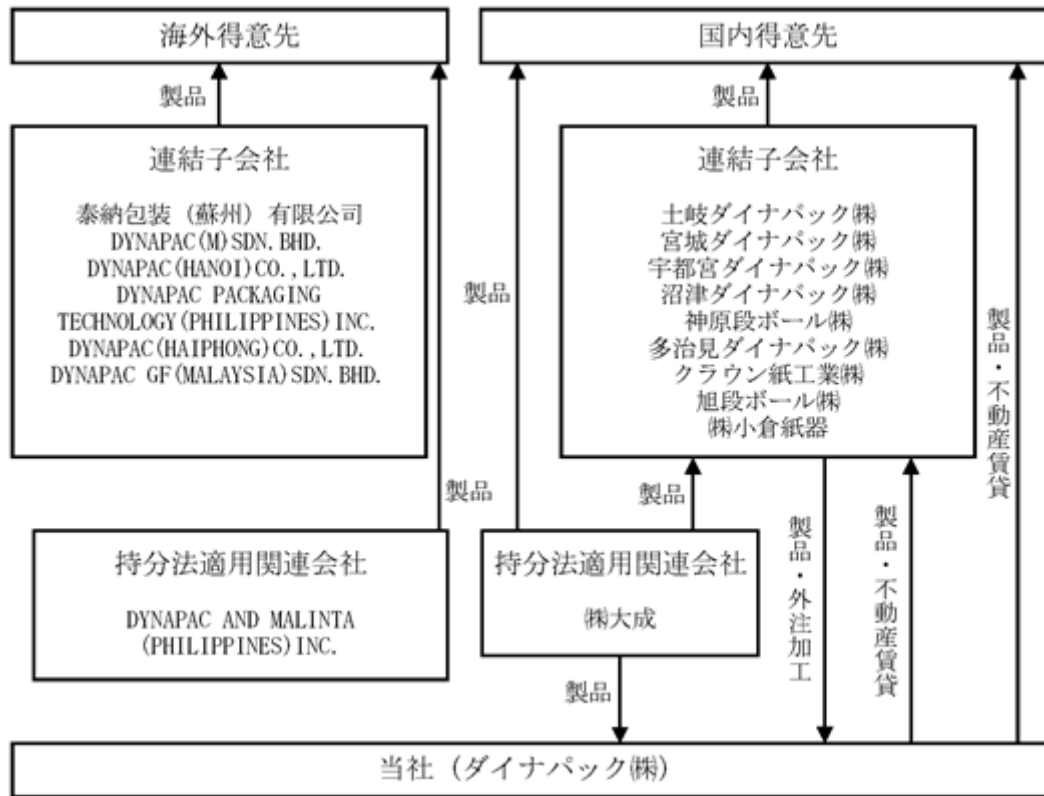 海外得意先
国内得意先
製品
製品
連結子会社
泰納包装（蘇州）有限公司
DYNAPAC(M)SDN.BHD.
DYNAPAC(HANOI)CO.,LTD.
DYNAPAC PACKAGING
TECHNOLOGY(PHILIPPINES)INC.
DYNAPAC(HAIPHONG)CO.,LTD.
DYNAPAC GF(MALAYSIA)SDN.BHD.
製品
連結子会社
土岐ダイナパック㈱
宮城ダイナパック㈱
宇都宮ダイナパック㈱
沼津ダイナパック㈱
神原段ボール㈱
多治見ダイナパック㈱
クラウン紙工業㈱
旭段ボール㈱
㈱小倉紙器
製品・不動産賃貸
製品
製品
持分法適用関連会社
DYNAPAC AND MALINTA
(PHILIPPINES)INC.
持分法適用関連会社
㈱大成
製品・外注加工
製品・不動産賃貸
製品
当社（ダイナパック㈱）